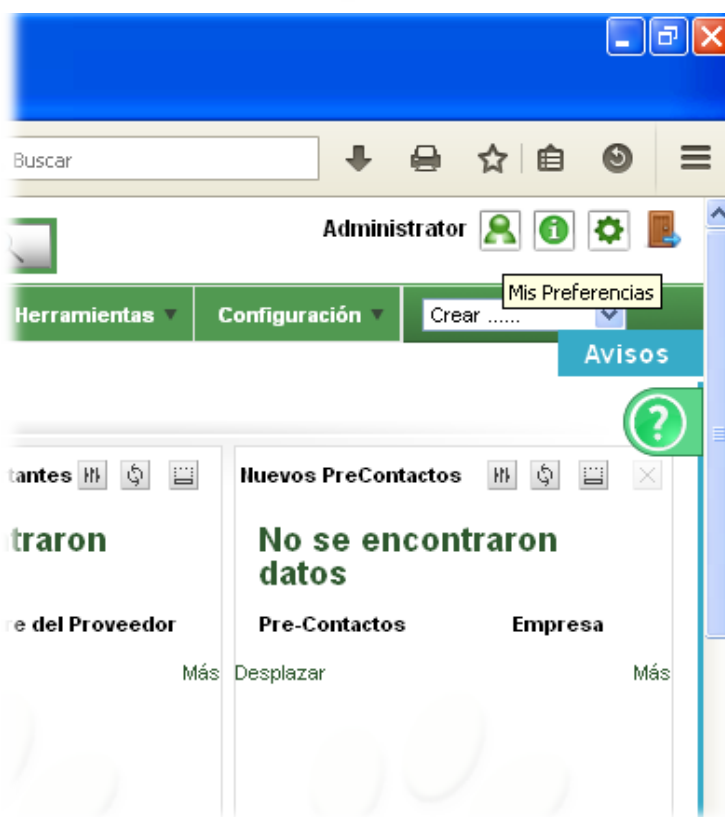 Buscar
Administrator
Mis Preferencias
Herramientas
Configuración
Crear ......
Avisos
?
tantes
Nuevos PreContactos
traron
No se encontraron
datos
e del Proveedor
Pre-Contactos
Empresa
Más
Desplazar
Más